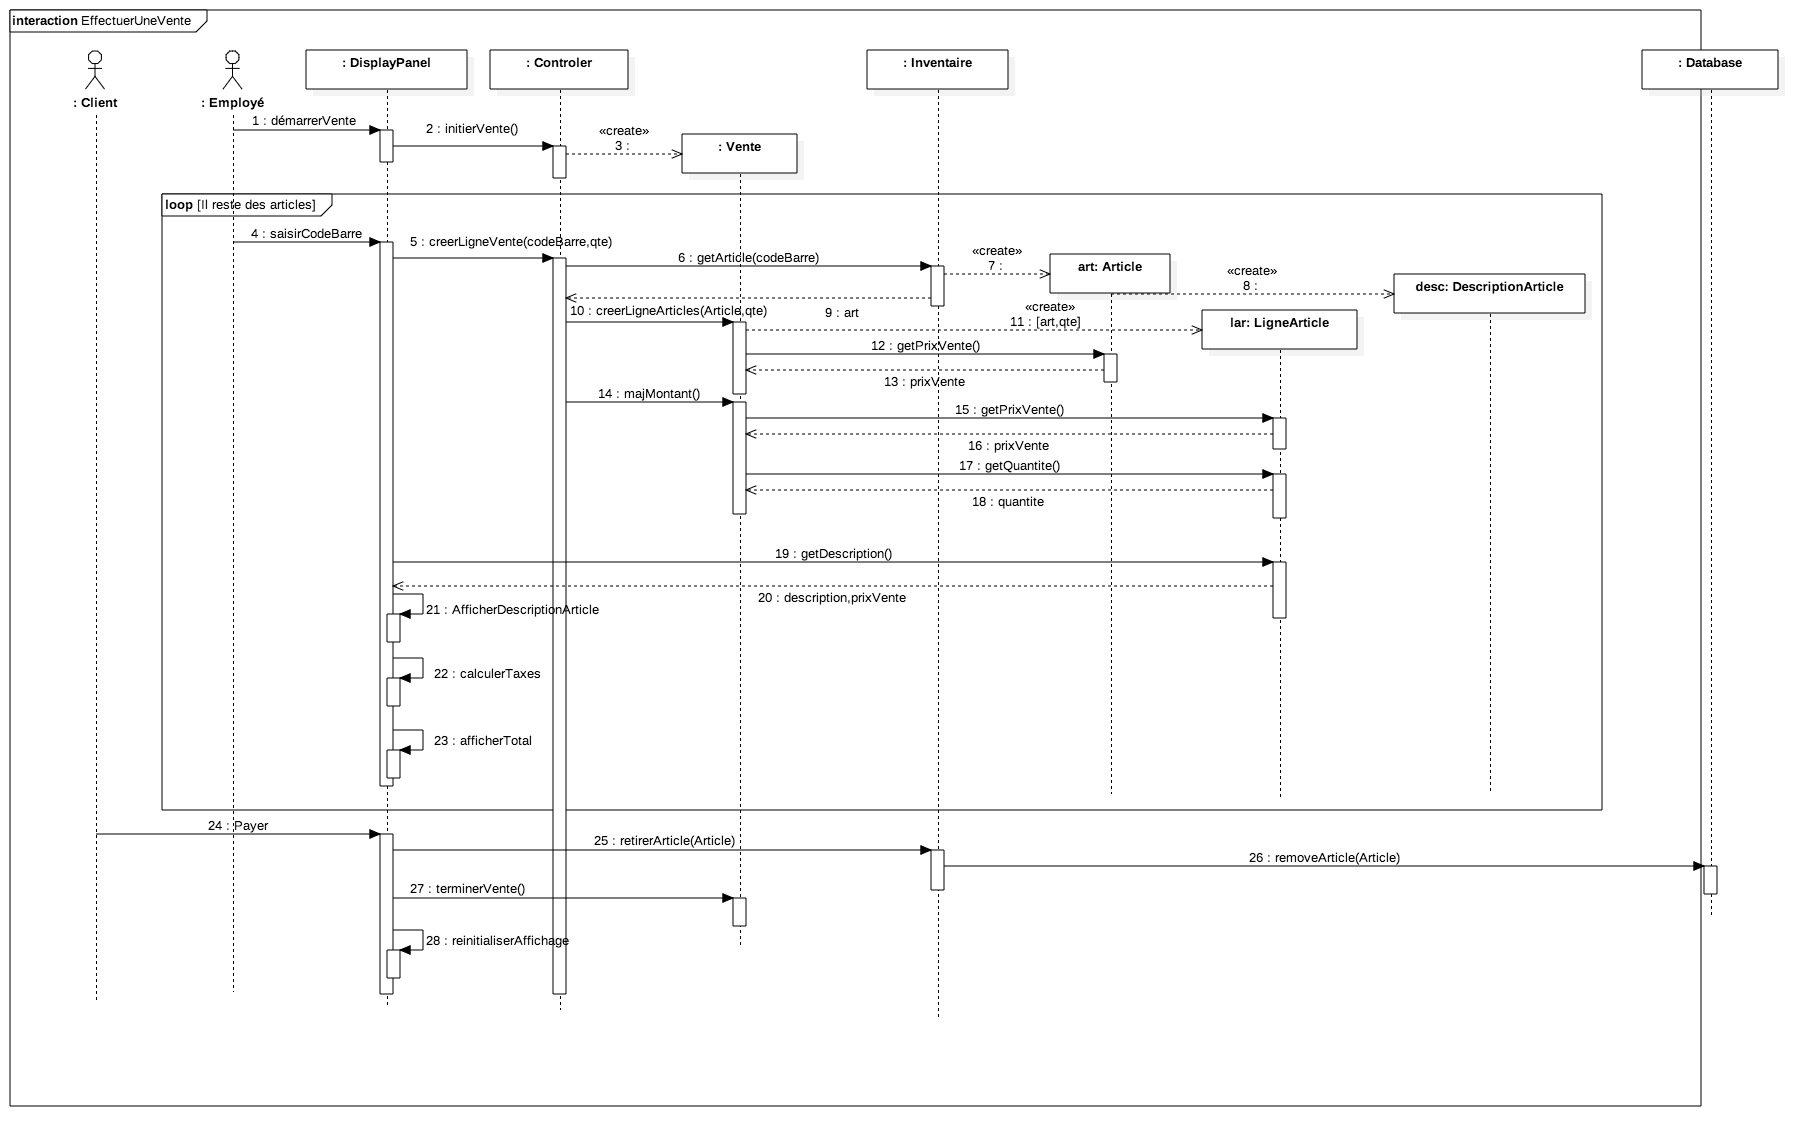 interaction EffectuerUneVente
: Client
: Employé
: DisplayPanel
: Controler
: Inventaire
: Database
1 : démarrerVente
2 : initierVente()
«create»
3 :
: Vente
loop [Il reste des articles]
4 : saisirCodeBarre
5 : creerLigneVente(codeBarre,qte)
6 : getArticle(codeBarre)
«create»
7 :
art: Article
«create»
8 :
desc: DescriptionArticle
9 : art
10 : creerLigneArticles(Article,qte)
«create»
11 : [art,qte]
lar: LigneArticle
12 : getPrixVente()
13 : prixVente
14 : majMontant()
15 : getPrixVente()
16 : prixVente
17 : getQuantite()
18 : quantite
19 : getDescription()
20 : description,prixVente
21 : AfficherDescriptionArticle
22 : calculerTaxes
23 : afficherTotal
24 : Payer
25 : retirerArticle(Article)
26 : removeArticle(Article)
27 : terminerVente()
28 : reinitialiserAffichage